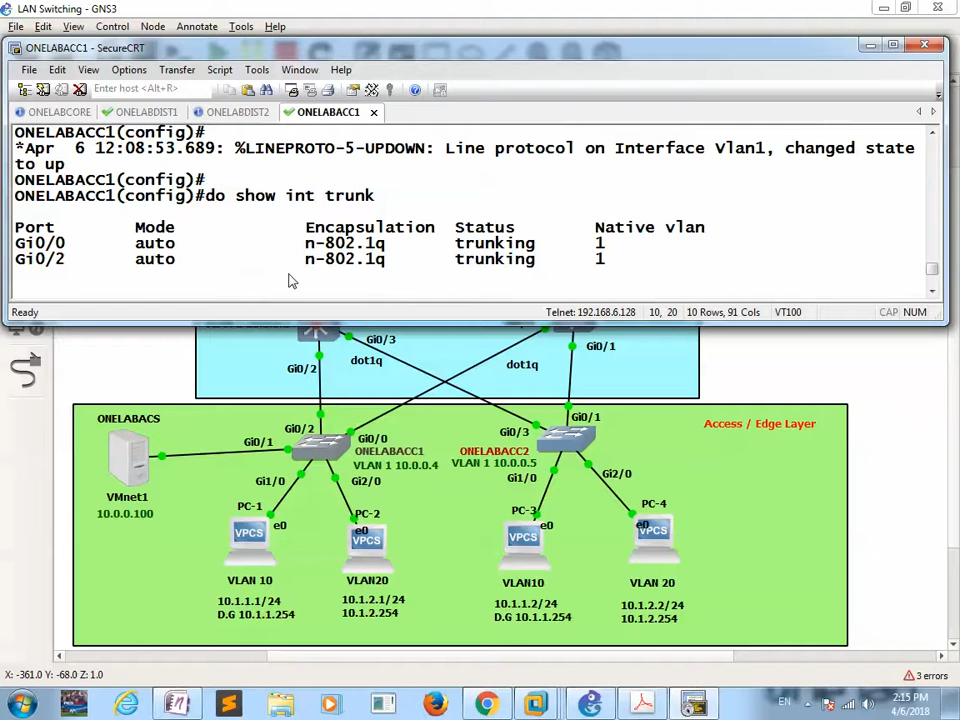 LAN Switching - GNS3
File Edit View Control Node Annotate Tools Help
ONELABACC1 - SecureCRT
File Edit View Options Transfer Script Tools Window Help
Enter host <Alt+R>
ONELABCORE ONELABDIST1 ONELABDIST2 ONELABACC1
ONELABACC1(config)#
*Apr  6 12:08:53.689: %LINEPROTO-5-UPDOWN: Line protocol on Interface Vlan1, changed state
to up
ONELABACC1(config)#
ONELABACC1(config)#do show int trunk
Port Mode Encapsulation Status Native vlan
Gi0/0 auto n-802.1q trunking 1
Gi0/2 auto n-802.1q trunking 1
Ready Telnet: 192.168.6.128 10, 20 10 Rows, 91 Cols VT100 CAP NUM
Gi0/3
Gi0/1
dot1q
dot1q
Gi0/2
ONELABACS
Gi0/1
VMnet1
10.0.0.100
Gi0/2
Gi0/0
ONELABACC1
VLAN 1 10.0.0.4
Gi0/1
Gi0/3
ONELABACC2
VLAN 1 10.0.0.5
Access / Edge Layer
Gi1/0
Gi2/0
Gi1/0
Gi2/0
PC-1
e0
VPCS
VLAN 10
10.1.1.1/24
D.G 10.1.1.254
PC-2
e0
VPCS
VLAN20
10.1.2.1/24
10.1.2.254
PC-3
e0
VPCS
VLAN10
10.1.1.2/24
D.G 10.1.1.254
PC-4
e0
VPCS
VLAN 20
10.1.2.2/24
10.1.2.254
X: -361.0 Y: -68.0 Z: 1.0
3 errors
EN
2:15 PM
4/6/2018